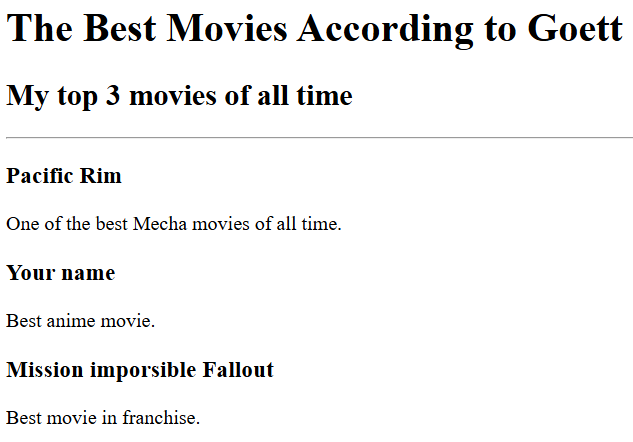 The Best Movies According to Goett
My top 3 movies of all time
Pacific Rim
One of the best Mecha movies of all time.
Your name
Best anime movie.
Mission imporsible Fallout
Best movie in franchise.